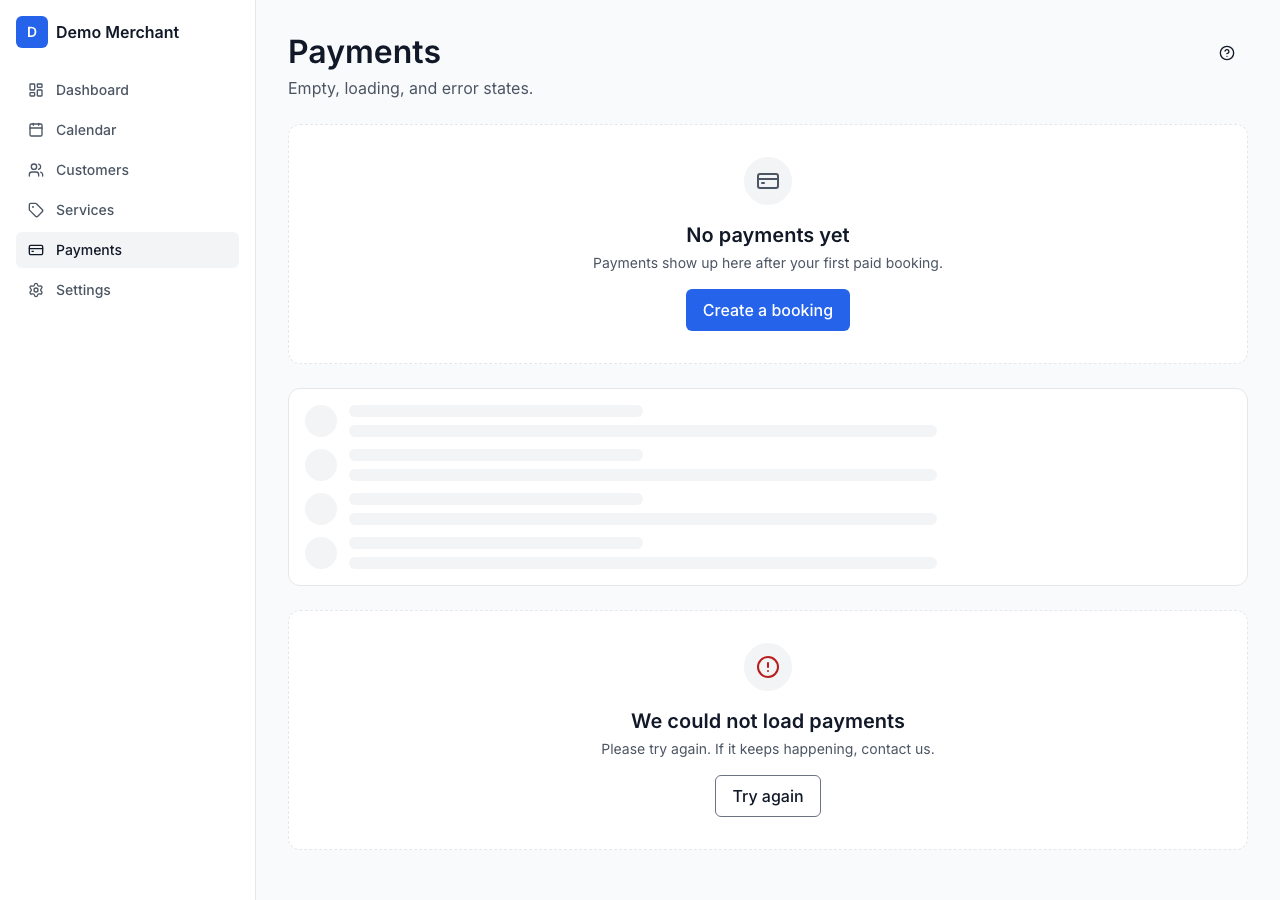 D Demo Merchant
Dashboard
Calendar
Customers
Services
Payments
Settings
Payments
Empty, loading, and error states.
No payments yet
Payments show up here after your first paid booking.
Create a booking
We could not load payments
Please try again. If it keeps happening, contact us.
Try again